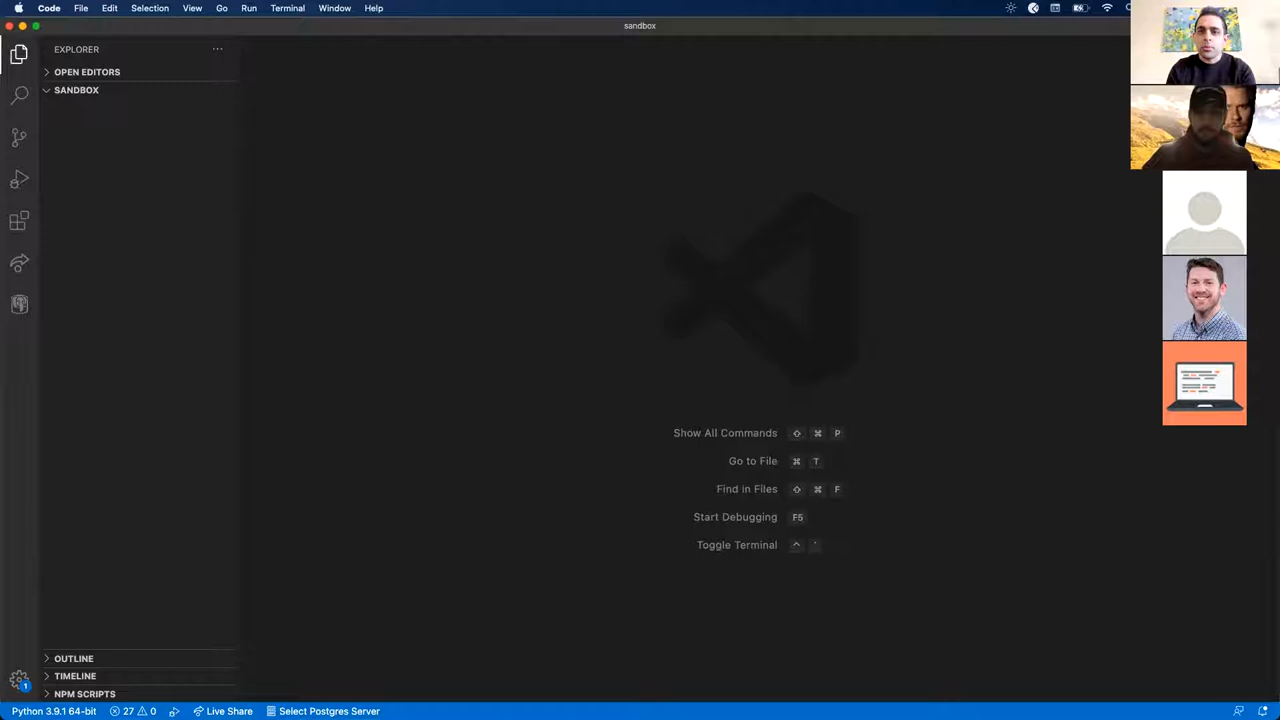 Code File Edit Selection View Go Run Terminal Window Help
sandbox
EXPLORER ···
OPEN EDITORS
SANDBOX
Show All Commands ⇧ ⌘ P
Go to File ⌘ T
Find in Files ⇧ ⌘ F
Start Debugging F5
Toggle Terminal ^ `
OUTLINE
TIMELINE
NPM SCRIPTS
1
Python 3.9.1 64-bit 27 0 Live Share Select Postgres Server